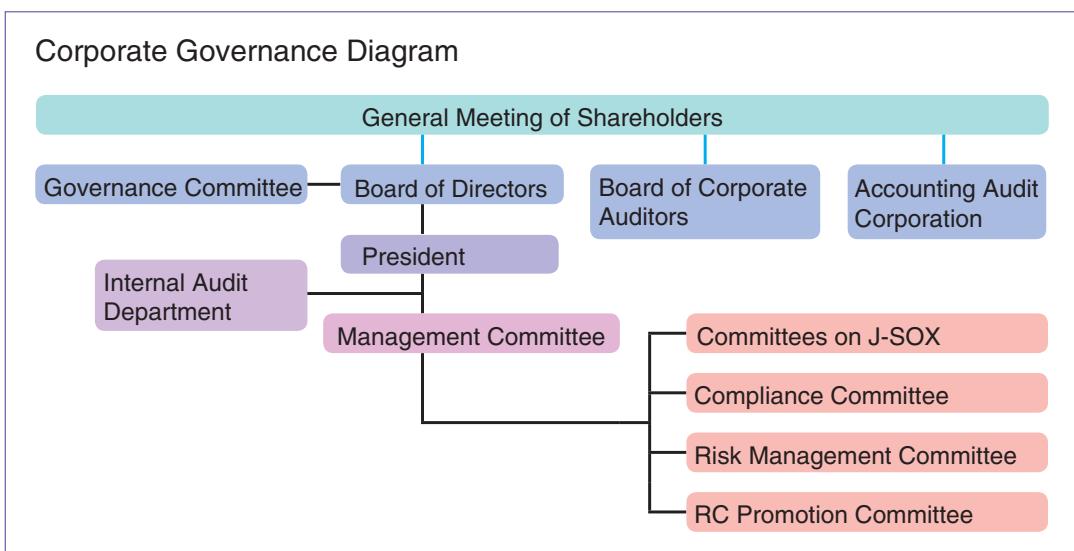 Corporate Governance Diagram
General Meeting of Shareholders
Governance Committee
Board of Directors
Board of Corporate
Auditors
Accounting Audit
Corporation
President
Internal Audit
Department
Management Committee
Committees on J-SOX
Compliance Committee
Risk Management Committee
RC Promotion Committee